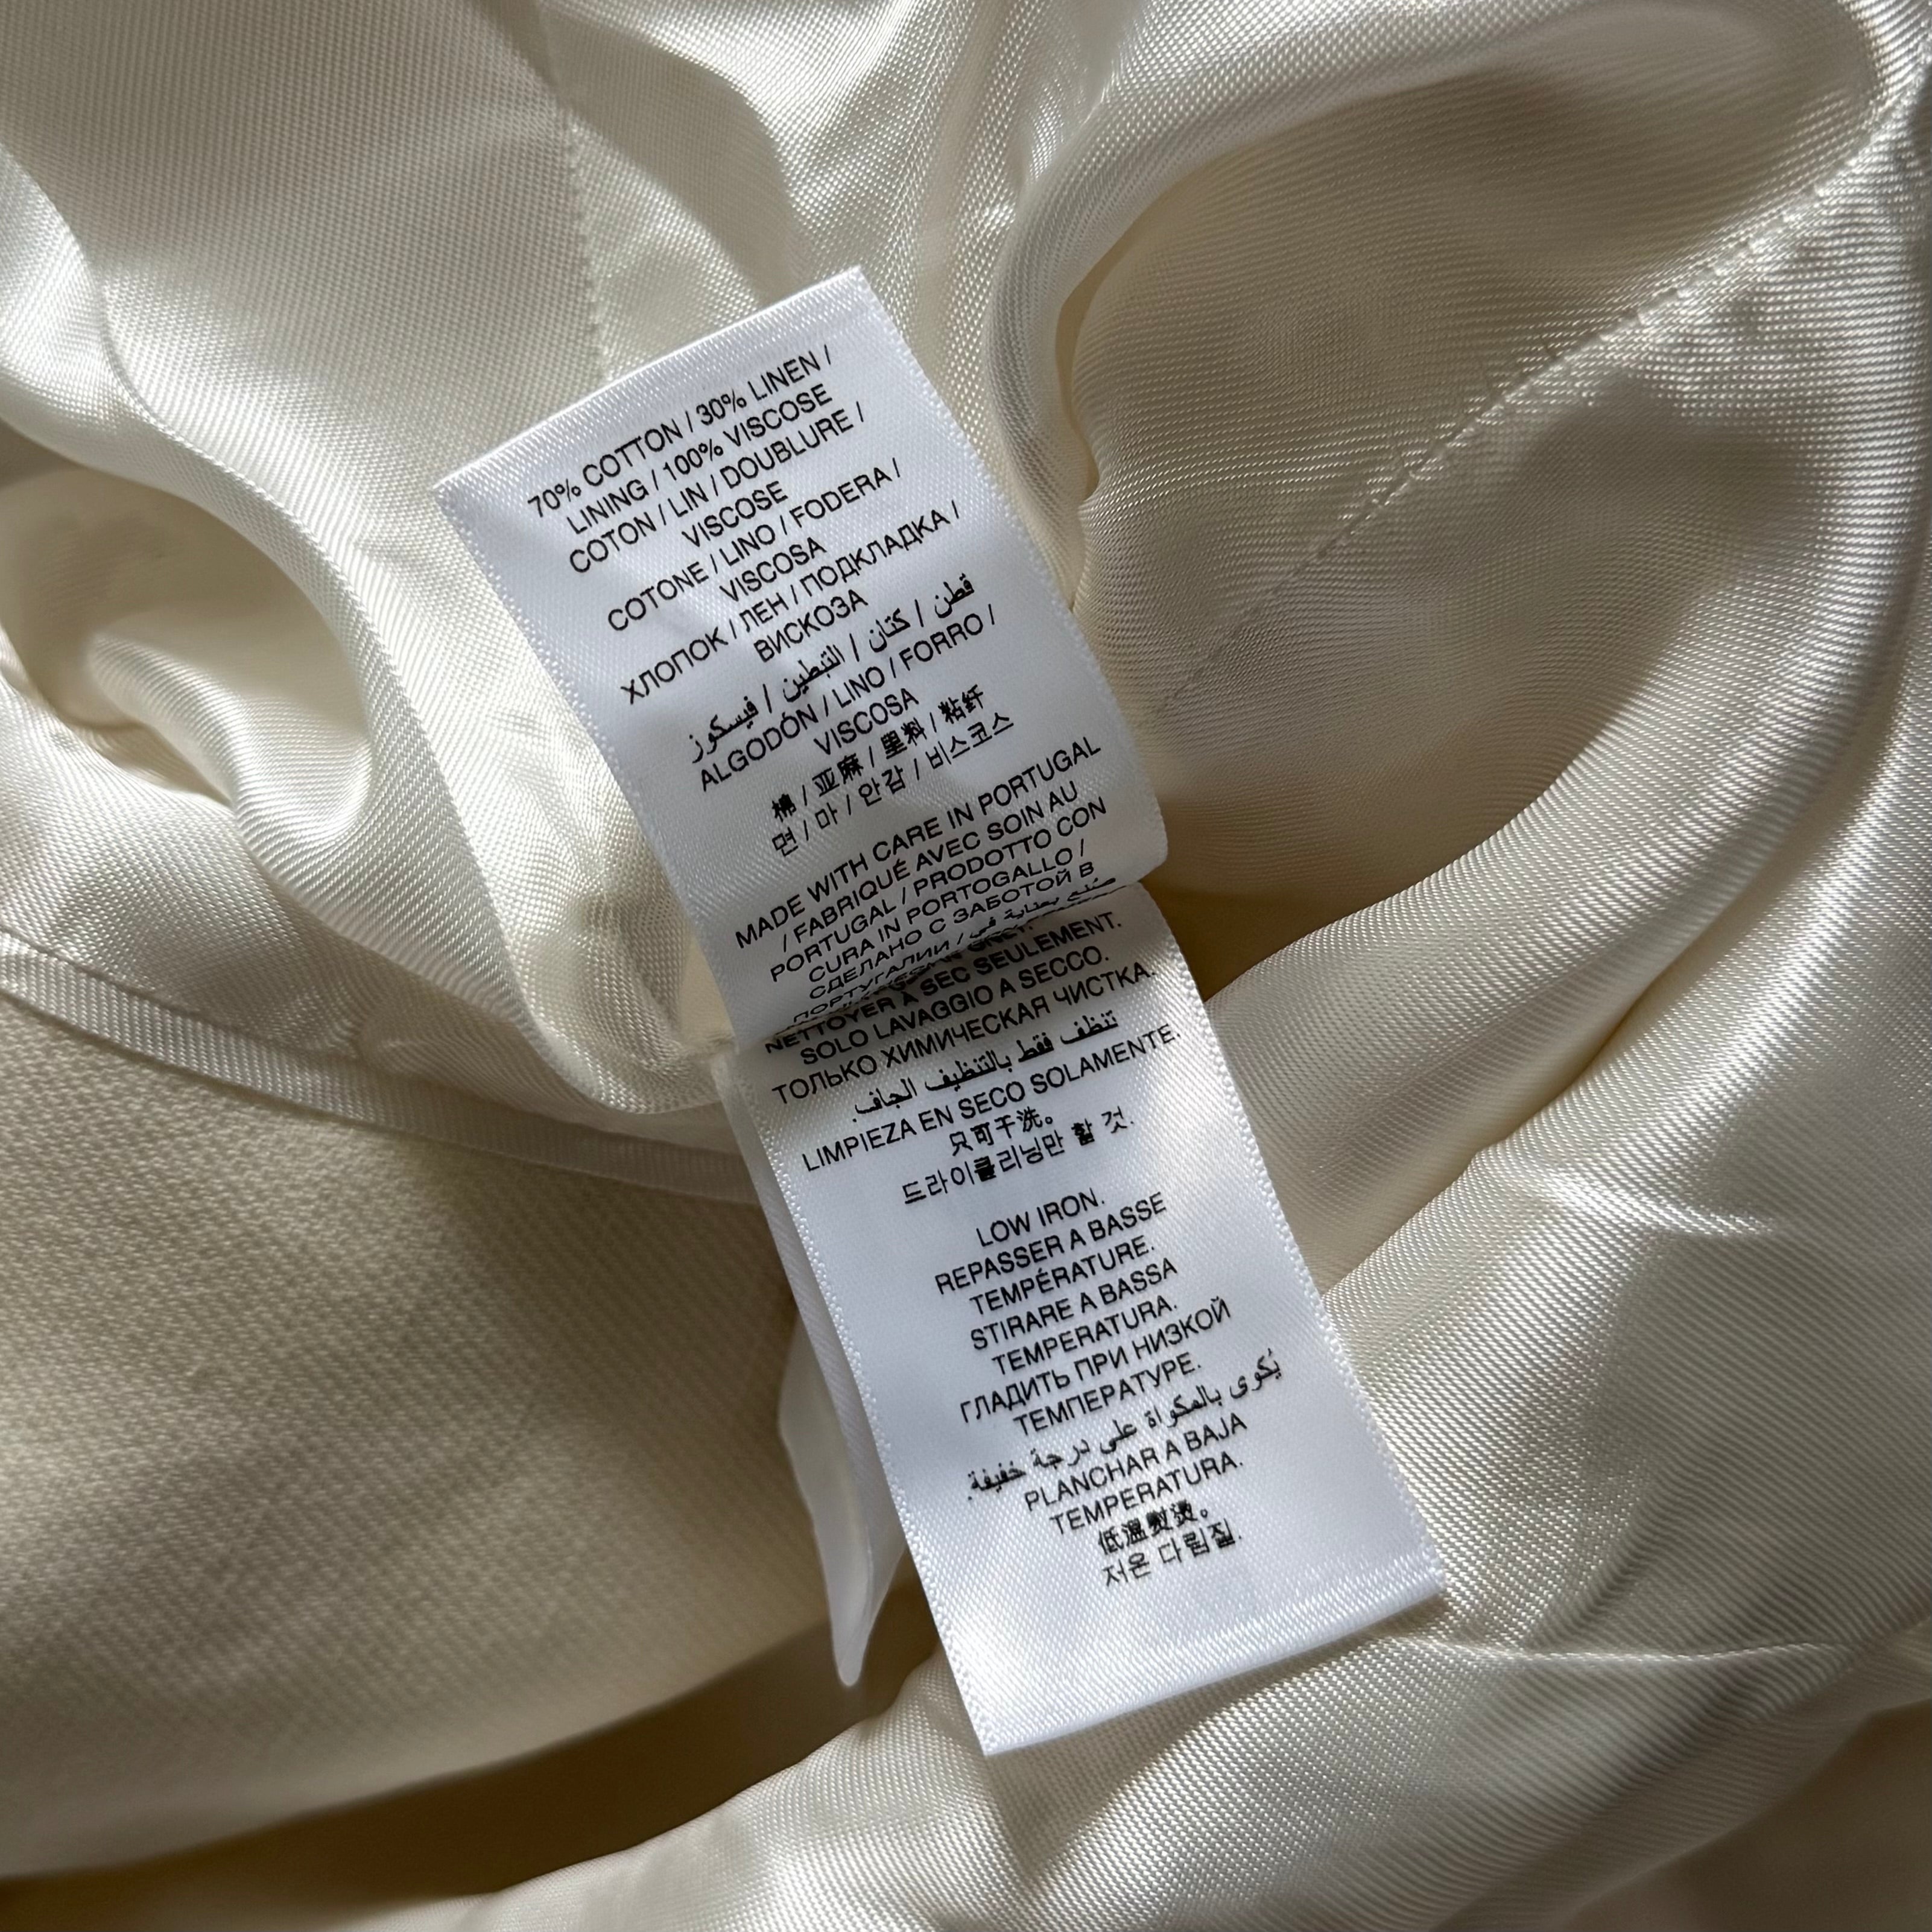 70% COTTON / 30% LINEN /
LINING / 100% VISCOSE
COTON / LIN / DOUBLURE /
VISCOSE
COTONE / LINO / FODERA /
VISCOSA
ХЛОПОК / ЛЕН / ПОДКЛАДКА /
ВИСКОЗА
قطن / كتان / التبطين / فيسكوز
ALGODÓN / LINO / FORRO /
VISCOSA
棉 / 亚麻 / 里料 / 粘纤
면 / 마 / 안감 / 비스코스
MADE WITH CARE IN PORTUGAL
/ FABRIQUÉ AVEC SOIN AU
PORTUGAL / PRODOTTO CON
CURA IN PORTOGALLO /
СДЕЛАНО С ЗАБОТОЙ В
ПОРТУГАЛИИ / صنع بعناية في
NETTOYER À SEC SEULEMENT.
SOLO LAVAGGIO A SECCO.
ТОЛЬКО ХИМИЧЕСКАЯ ЧИСТКА.
تنظف فقط بالتنظيف الجاف.
LIMPIEZA EN SECO SOLAMENTE.
只可干洗。
드라이클리닝만 할 것.
LOW IRON.
REPASSER A BASSE
TEMPÉRATURE.
STIRARE A BASSA
TEMPERATURA.
ГЛАДИТЬ ПРИ НИЗКОЙ
ТЕМПЕРАТУРЕ.
يُكوى بالمكواة على درجة خفيفة.
PLANCHAR A BAJA
TEMPERATURA.
低温熨烫。
저온 다림질.